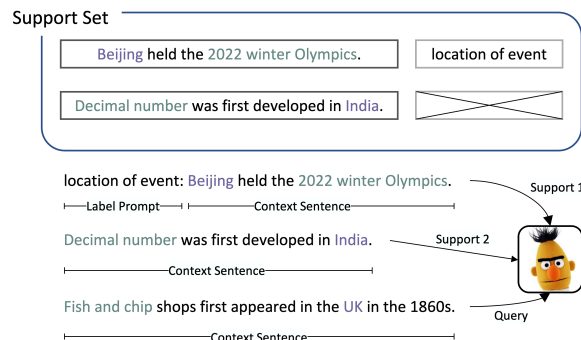 Support Set
Beijing held the 2022 winter Olympics.
location of event
Decimal number was first developed in India.
location of event: Beijing held the 2022 winter Olympics.
Support 1
Label Prompt
Context Sentence
Decimal number was first developed in India.
Support 2
Context Sentence
Fish and chip shops first appeared in the UK in the 1860s.
Query
Context Sentence